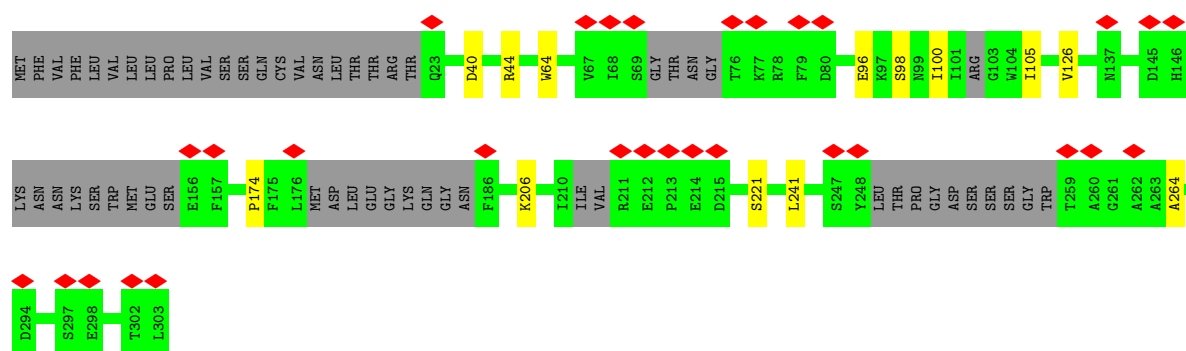 MET PHE VAL PHE LEU VAL LEU LEU PRO LEU VAL SER SER GLN CYS VAL ASN LEU THR THR ARG THR Q23 D40 R44 W64 V67 I68 S69 GLY THR ASN GLY T76 K77 R78 F79 D80 E96 K97 S98 N99 I100 I101 ARG G103 W104 I105 V126 N137 D145 H146
LYS ASN ASN LYS SER TRP MET GLU SER E156 F157 P174 F175 L176 MET ASP LEU GLU GLY LYS GLN GLY ASN F186 K206 I210 ILE VAL R211 E212 P213 E214 D215 S221 L241 S247 Y248 LEU THR PRO GLY ASP SER SER SER GLY TRP T259 A260 G261 A262 A263 A264
D294 S297 E298 T302 L303